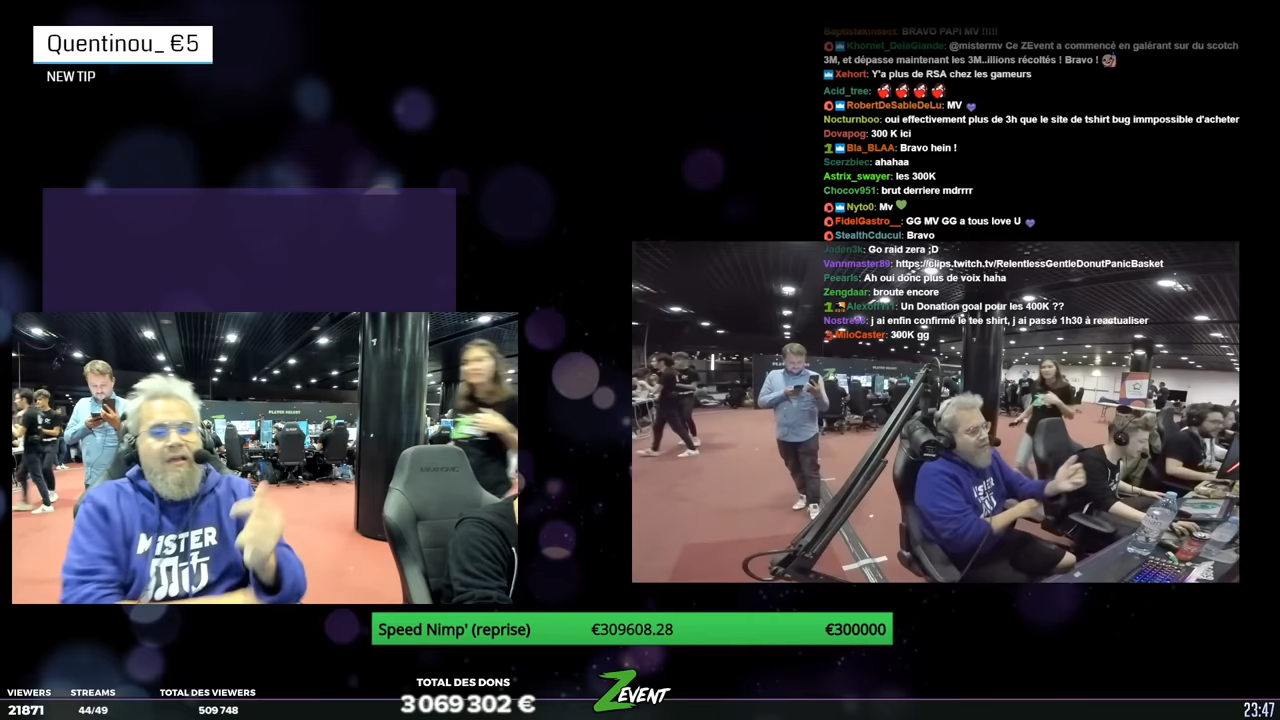 Quentinou_ €5
NEW TIP
BaptisteKinsect: BRAVO PAPI MV !!!!!
Khornel_DelaGlande: @mistermv Ce ZEvent a commencé en galérant sur du scotch
3M, et dépasse maintenant les 3M..illions récoltés ! Bravo !
Xehort: Y'a plus de RSA chez les gameurs
Acid_tree:
RobertDeSableDeLu: MV
Nocturnboo: oui effectivement plus de 3h que le site de tshirt bug immpossible d'acheter
Dovapog: 300 K ici
Bla_BLAA: Bravo hein !
Scerzbiec: ahahaa
Astrix_swayer: les 300K
Chocov951: brut derriere mdrrrr
Nyto0: Mv
FidelGastro__: GG MV GG a tous love U
StealthCducul: Bravo
Jaden3k: Go raid zera ;D
Vannmaster89: https://clips.twitch.tv/RelentlessGentleDonutPanicBasket
Peearls: Ah oui donc plus de voix haha
Zengdaar: broute encore
Un Donation goal pour les 400K ??
j ai enfin confirmé le tee shirt, j ai passé 1h30 à reactualiser
MiloCaster: 300K gg
PLAYER
MISTER
MV
Speed Nimp' (reprise) €309608.28 €300000
VIEWERS STREAMS TOTAL DES VIEWERS TOTAL DES DONS
21871 44/49 509 748 3 069 302 € ZEVENT 23:47